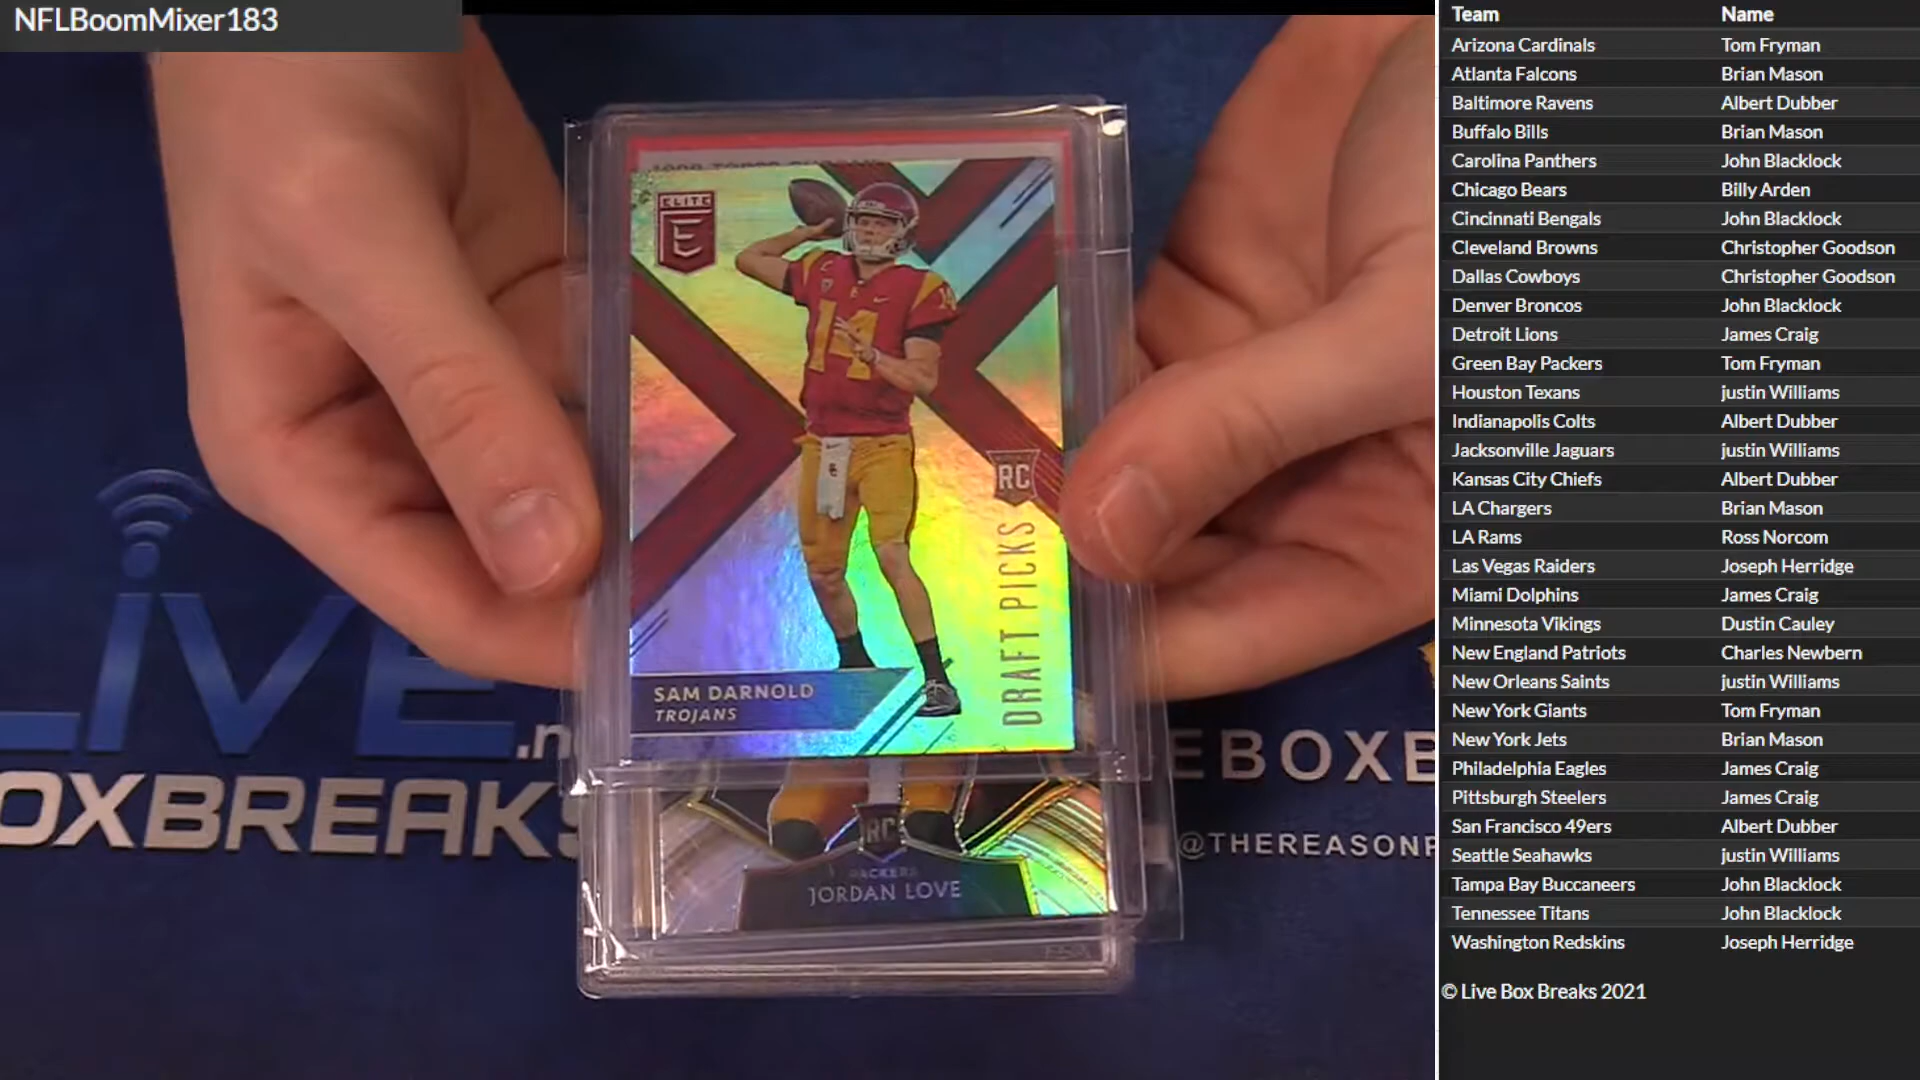 NFLBoomMixer183
ELITE
E
14
14
RC
DRAFT PICKS
SAM DARNOLD
TROJANS
RC
PACKERS
JORDAN LOVE
LIVE
.n
OXBREAKS
EBOXB
@THEREASON
Team Name
Arizona Cardinals Tom Fryman
Atlanta Falcons Brian Mason
Baltimore Ravens Albert Dubber
Buffalo Bills Brian Mason
Carolina Panthers John Blacklock
Chicago Bears Billy Arden
Cincinnati Bengals John Blacklock
Cleveland Browns Christopher Goodson
Dallas Cowboys Christopher Goodson
Denver Broncos John Blacklock
Detroit Lions James Craig
Green Bay Packers Tom Fryman
Houston Texans justin Williams
Indianapolis Colts Albert Dubber
Jacksonville Jaguars justin Williams
Kansas City Chiefs Albert Dubber
LA Chargers Brian Mason
LA Rams Ross Norcom
Las Vegas Raiders Joseph Herridge
Miami Dolphins James Craig
Minnesota Vikings Dustin Cauley
New England Patriots Charles Newbern
New Orleans Saints justin Williams
New York Giants Tom Fryman
New York Jets Brian Mason
Philadelphia Eagles James Craig
Pittsburgh Steelers James Craig
San Francisco 49ers Albert Dubber
Seattle Seahawks justin Williams
Tampa Bay Buccaneers John Blacklock
Tennessee Titans John Blacklock
Washington Redskins Joseph Herridge
© Live Box Breaks 2021